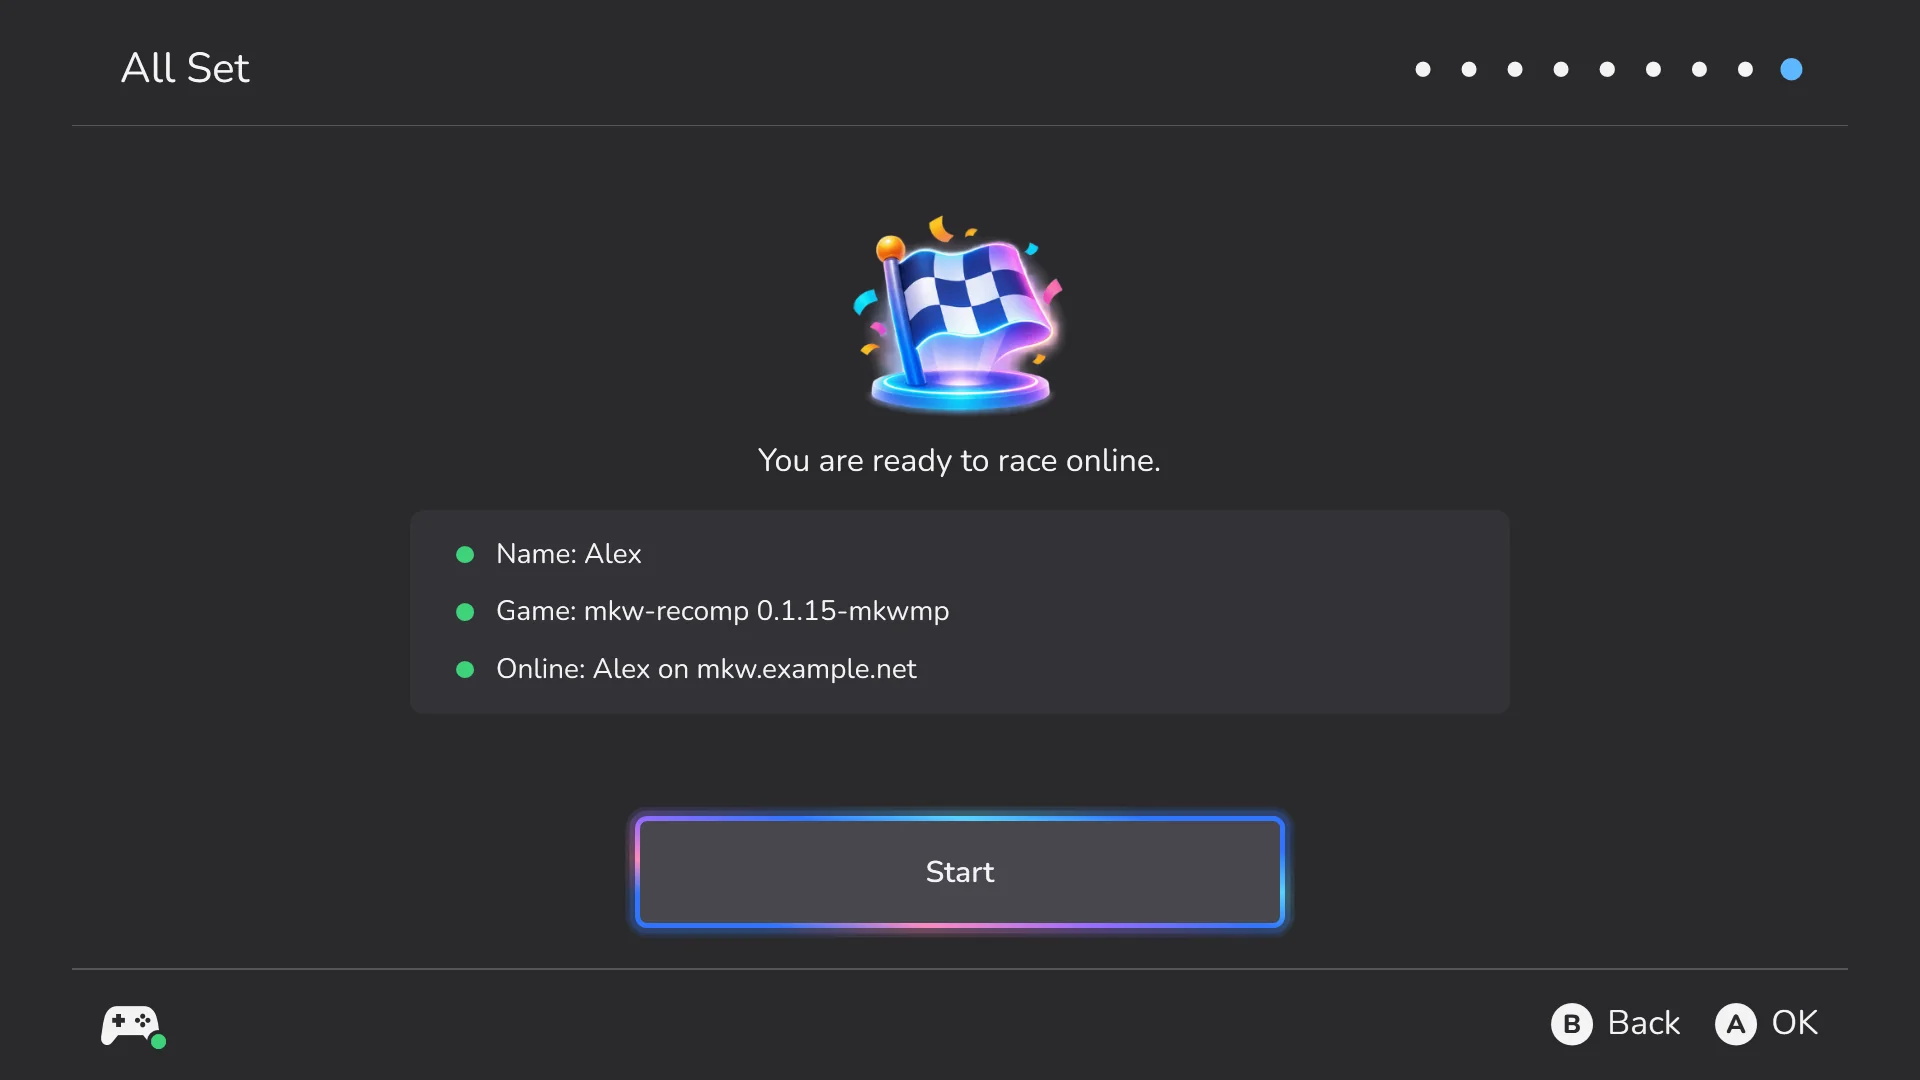 All Set
You are ready to race online.
Name: Alex
Game: mkw-recomp 0.1.15-mkwmp
Online: Alex on mkw.example.net
Start
B Back A OK